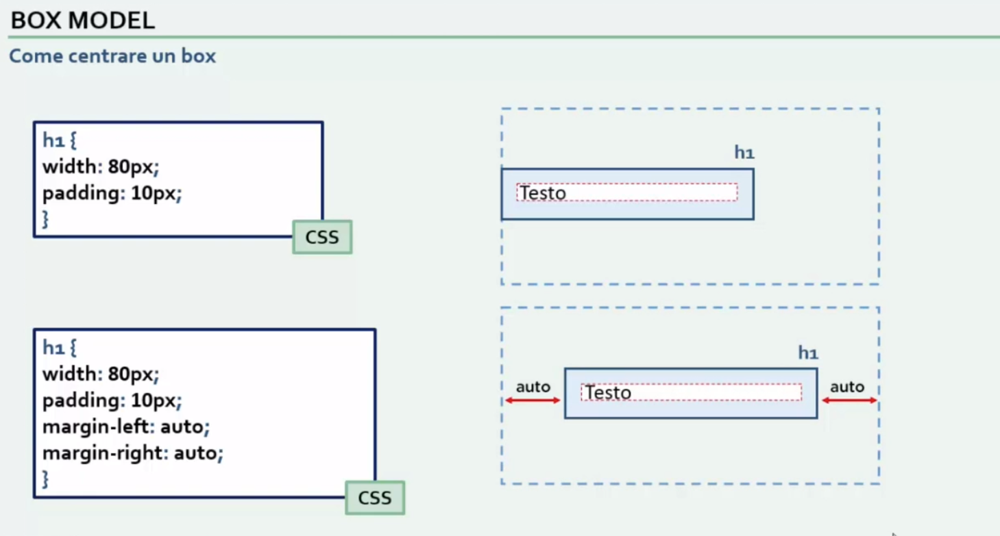 BOX MODEL
Come centrare un box
h1 {
width: 80px;
padding: 10px;
}
CSS
h1
Testo
h1 {
width: 80px;
padding: 10px;
margin-left: auto;
margin-right: auto;
}
CSS
h1
auto
Testo
auto